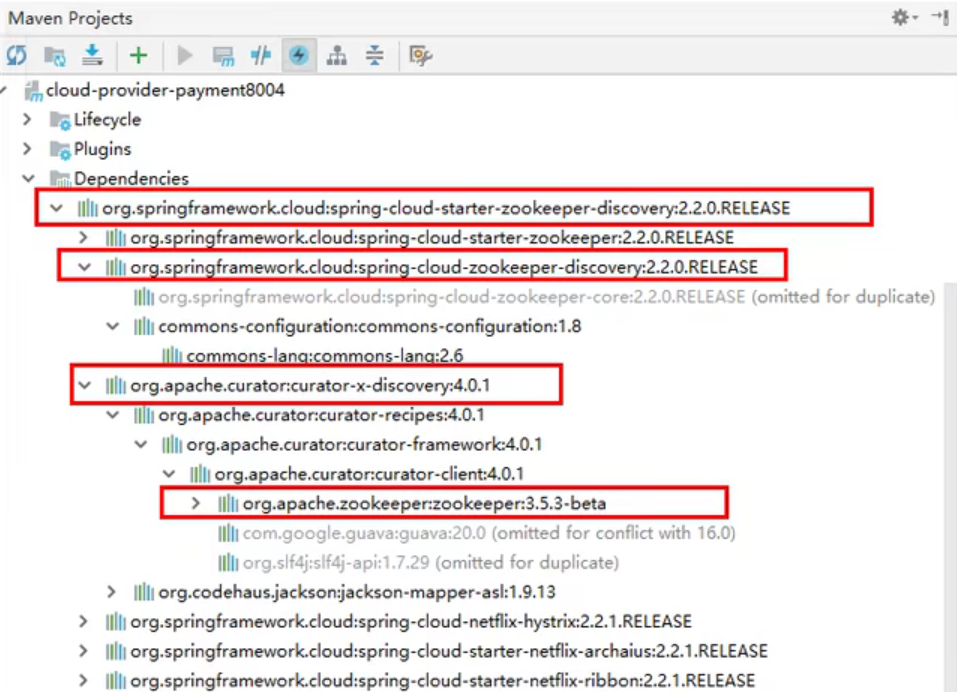 Maven Projects
cloud-provider-payment8004
Lifecycle
Plugins
Dependencies
org.springframework.cloud:spring-cloud-starter-zookeeper-discovery:2.2.0.RELEASE
org.springframework.cloud:spring-cloud-starter-zookeeper:2.2.0.RELEASE
org.springframework.cloud:spring-cloud-zookeeper-discovery:2.2.0.RELEASE
org.springframework.cloud:spring-cloud-zookeeper-core:2.2.0.RELEASE (omitted for duplicate)
commons-configuration:commons-configuration:1.8
commons-lang:commons-lang:2.6
org.apache.curator:curator-x-discovery:4.0.1
org.apache.curator:curator-recipes:4.0.1
org.apache.curator:curator-framework:4.0.1
org.apache.curator:curator-client:4.0.1
org.apache.zookeeper:zookeeper:3.5.3-beta
com.google.guava:guava:20.0 (omitted for conflict with 16.0)
org.slf4j:slf4j-api:1.7.29 (omitted for duplicate)
org.codehaus.jackson:jackson-mapper-asl:1.9.13
org.springframework.cloud:spring-cloud-netflix-hystrix:2.2.1.RELEASE
org.springframework.cloud:spring-cloud-starter-netflix-archaius:2.2.1.RELEASE
org.springframework.cloud:spring-cloud-starter-netflix-ribbon:2.2.1.RELEASE